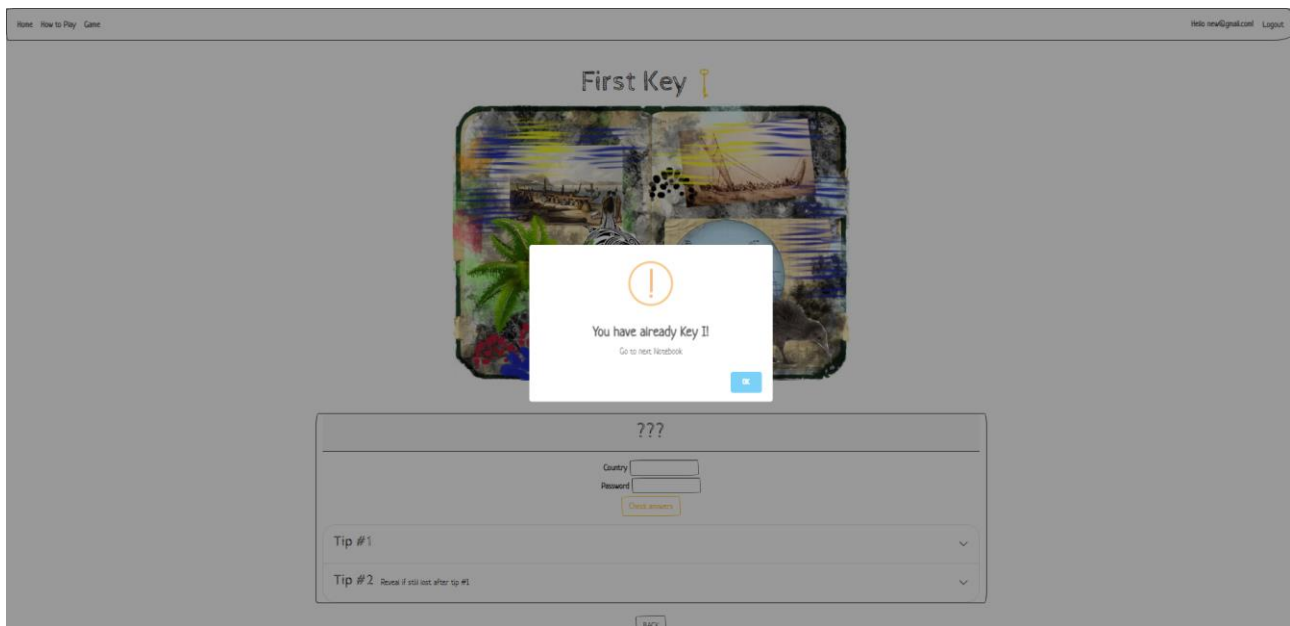 Home How to Play Game
Hello new@gmail.com! Logout
First Key
You have already Key I!
Go to next Notebook
OK
???
Country
Password
Check answers
Tip #1
Tip #2 Reveal if still lost after tip #1
BACK